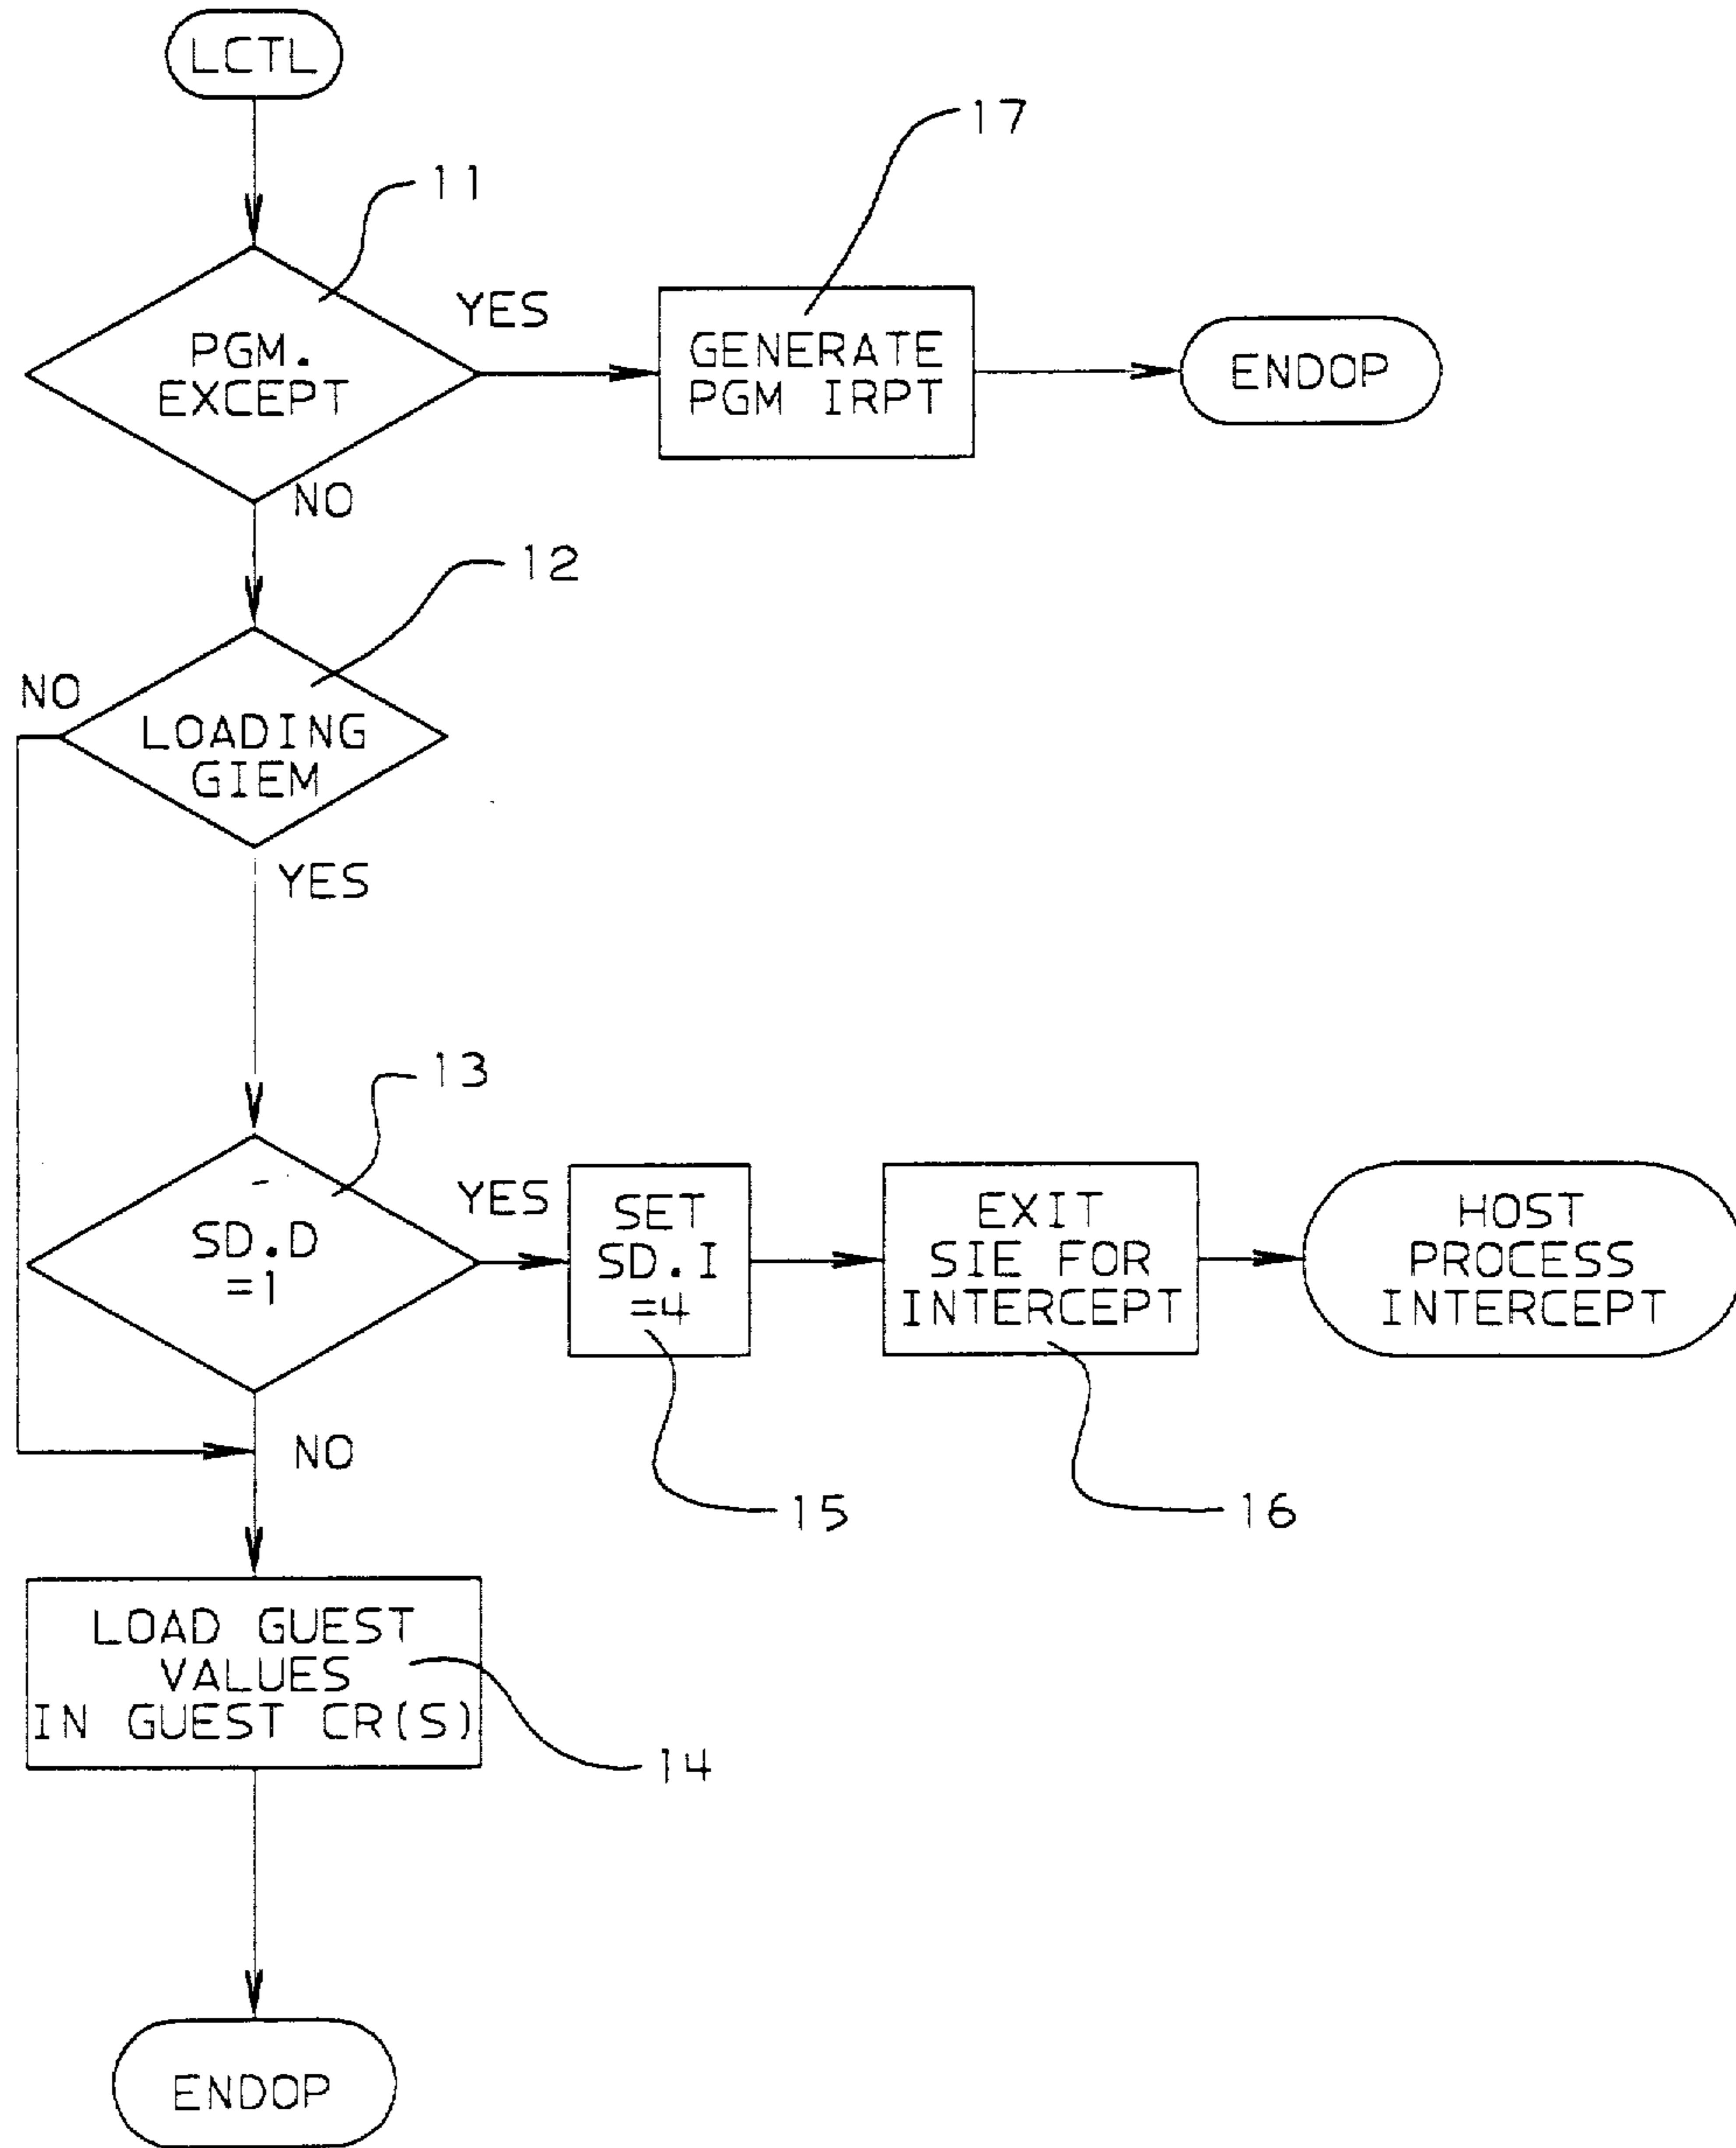 LCTL
17
11
YES
PGM.
EXCEPT
GENERATE
PGM IRPT
ENDOP
NO
12
NO
LOADING
GIEM
YES
13
YES
SD.D
=1
SET
SD.I
=4
EXIT
SIE FOR
INTERCEPT
HOST
PROCESS
INTERCEPT
NO
15
16
LOAD GUEST
VALUES
IN GUEST CR(S)
14
ENDOP